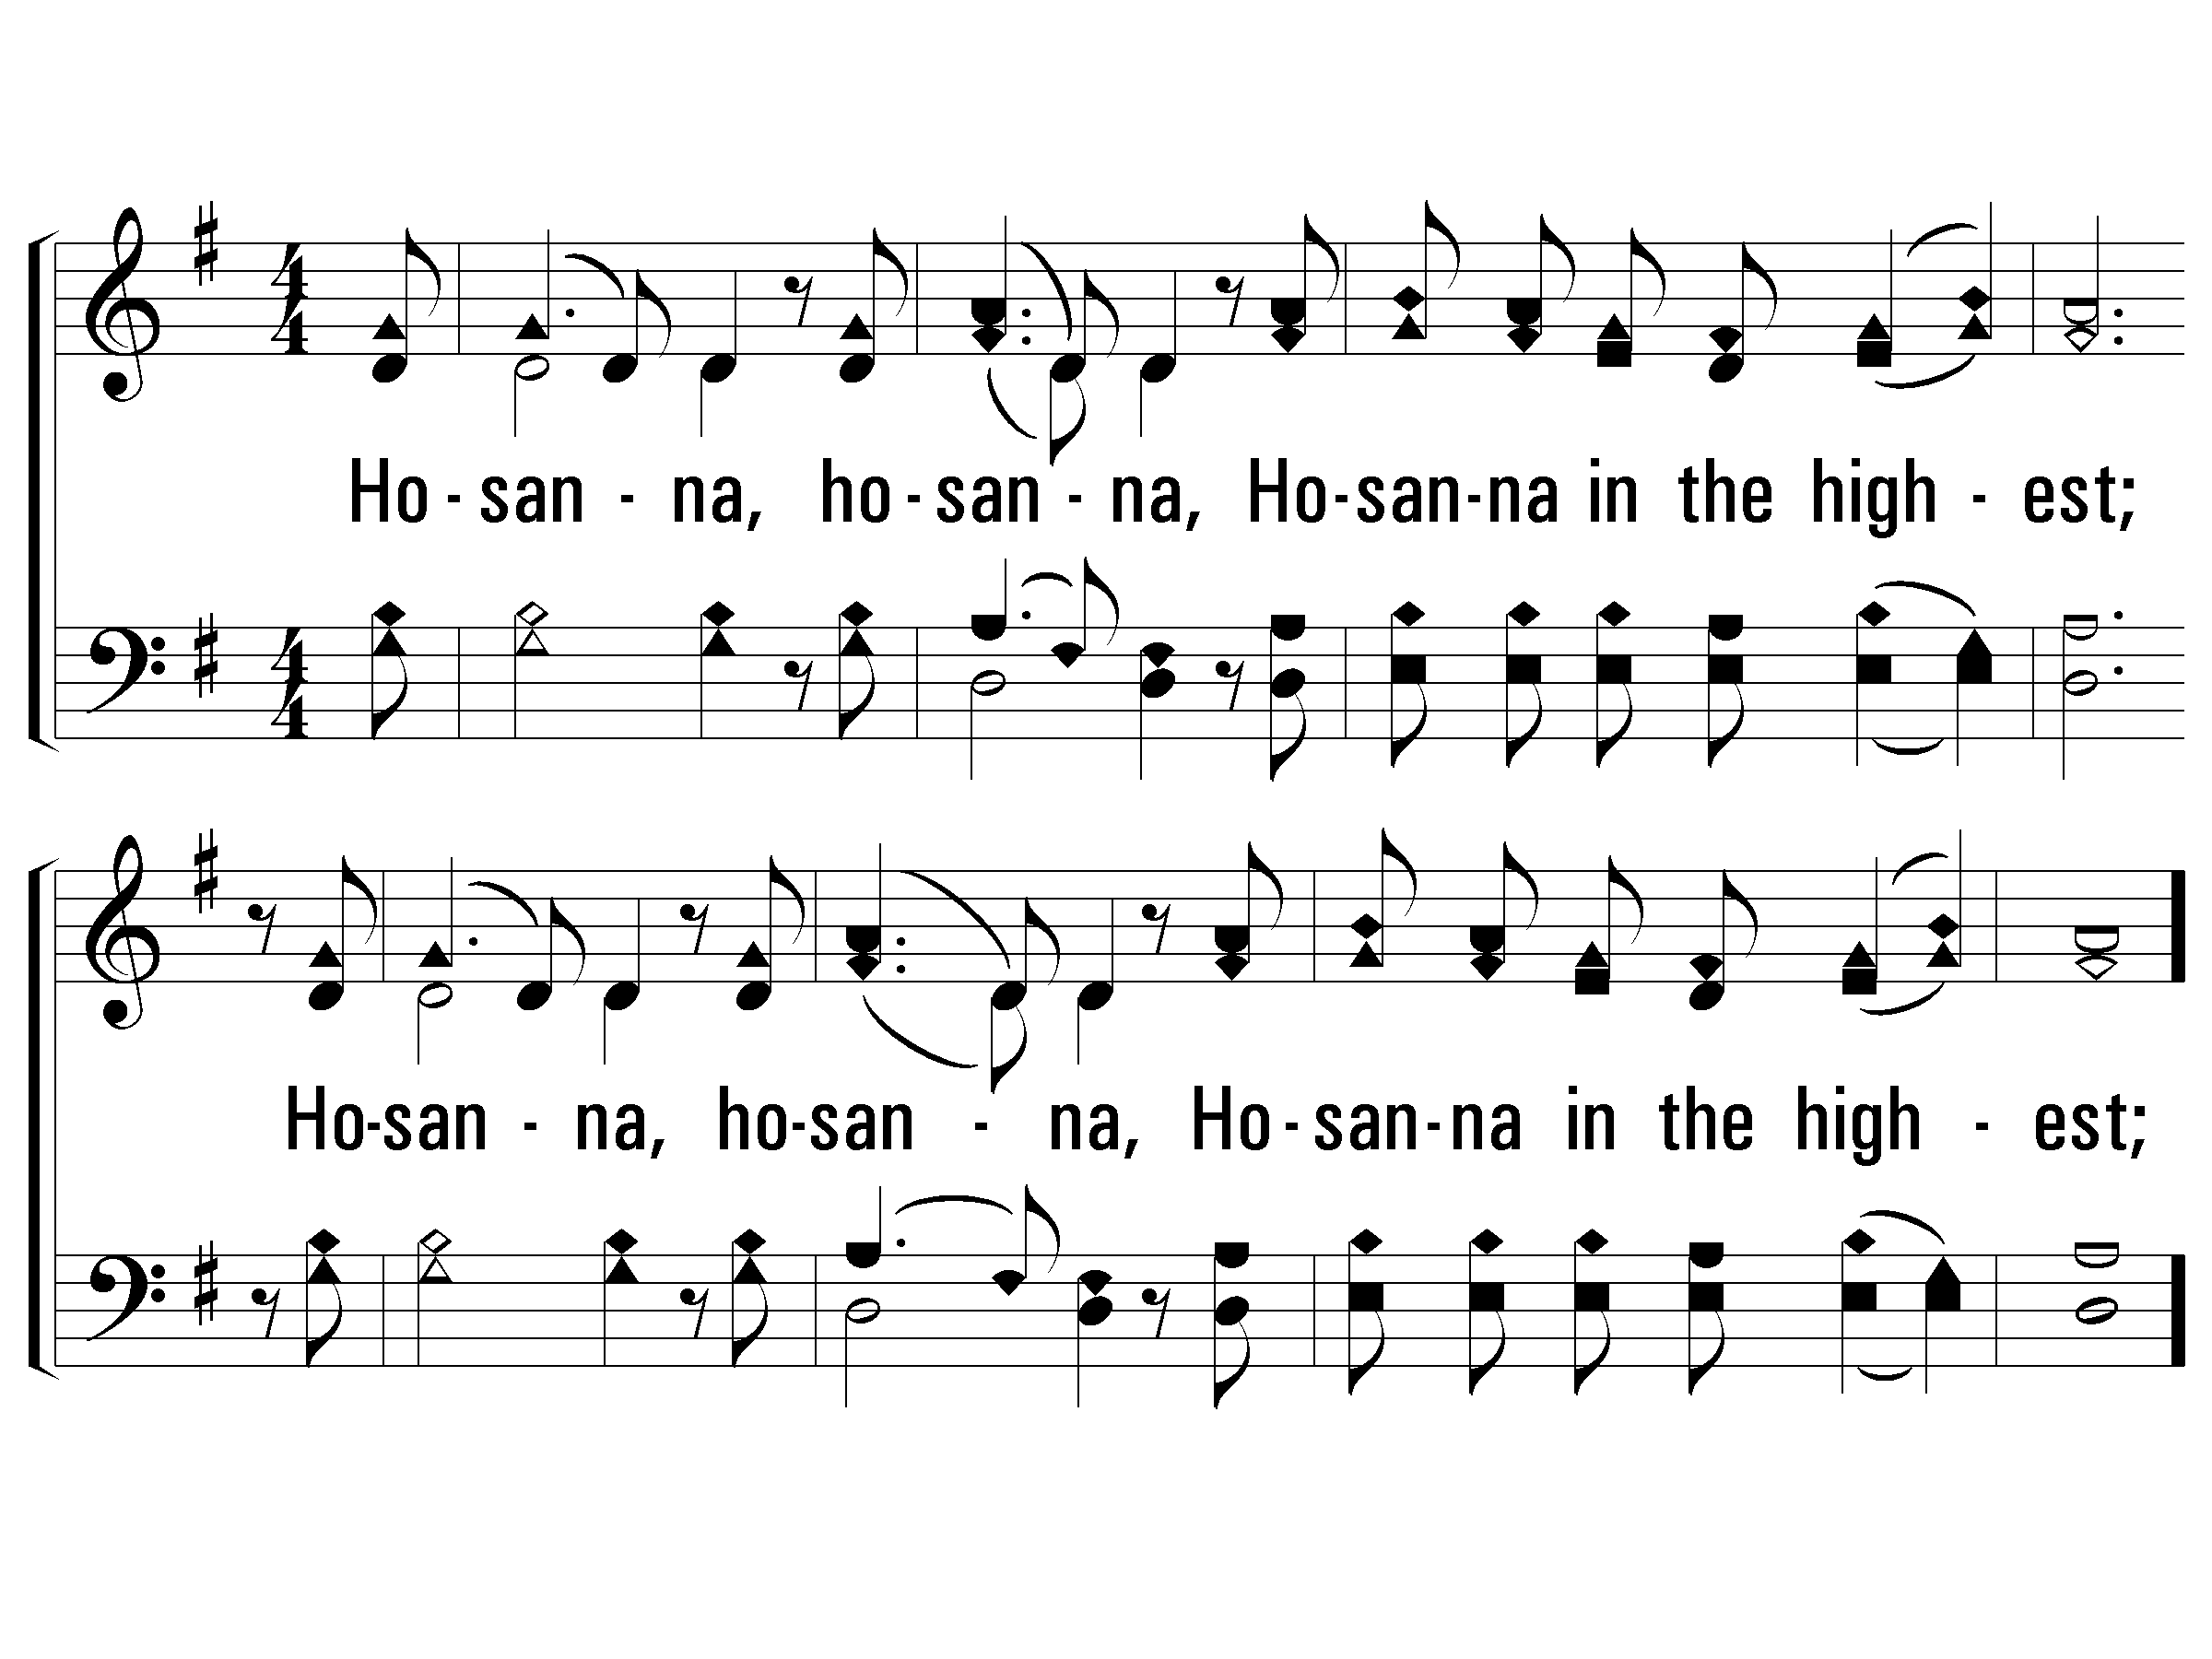 Ho - san - na, ho - san - na, Ho-san-na in the high - est;
Ho-san - na, ho-san - na, Ho - san-na in the high - est;